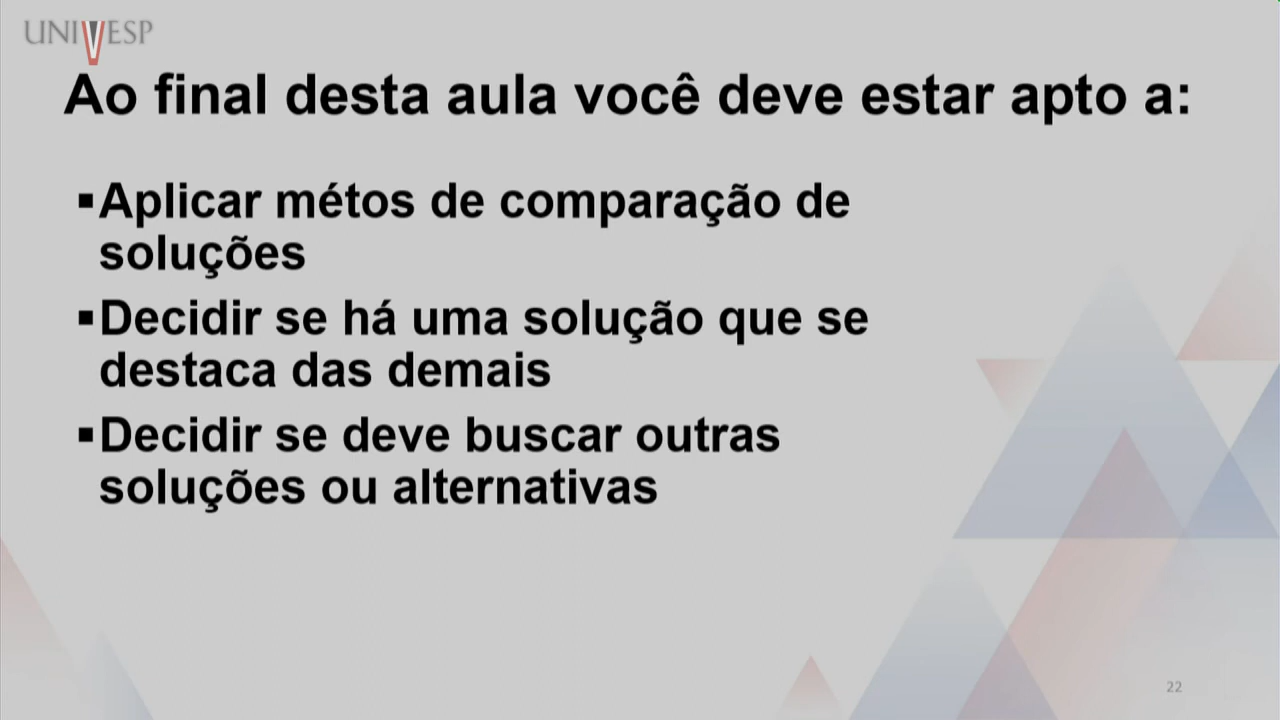 UNIVESP
Ao final desta aula você deve estar apto a:
▪Aplicar métos de comparação de
soluções
▪Decidir se há uma solução que se
destaca das demais
▪Decidir se deve buscar outras
soluções ou alternativas
22